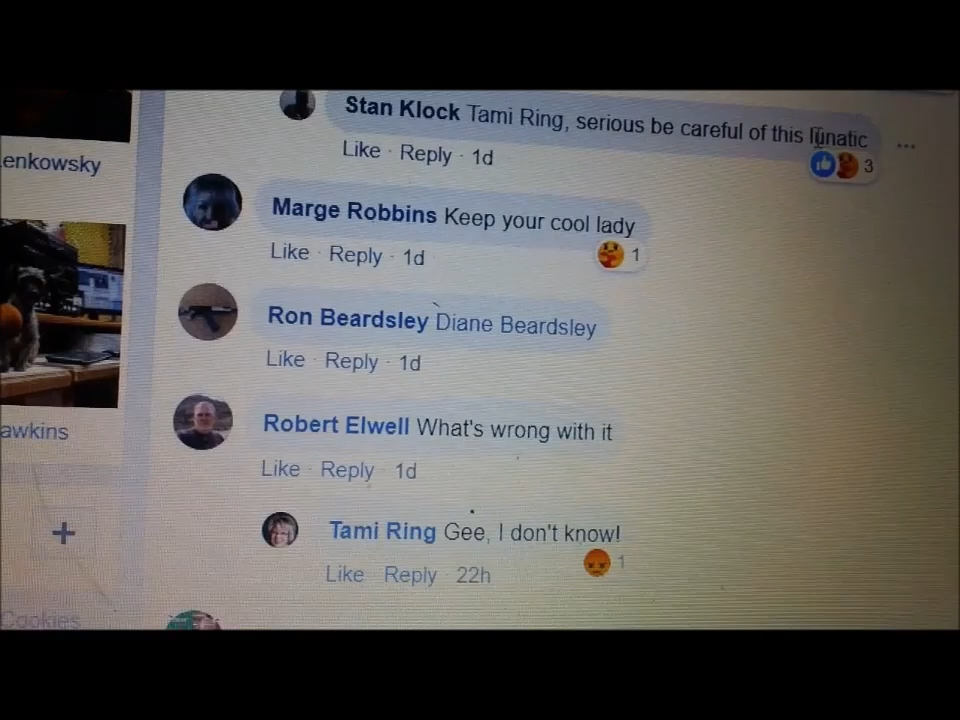 Stan Klock Tami Ring, serious be careful of this lunatic
...
3
Like · Reply · 1d
enkowsky
Marge Robbins Keep your cool lady
1
Like · Reply · 1d
Ron Beardsley Diane Beardsley
Like · Reply · 1d
awkins
Robert Elwell What's wrong with it
Like · Reply · 1d
Tami Ring Gee, I don't know!
1
Like Reply 22h
+
Cookies